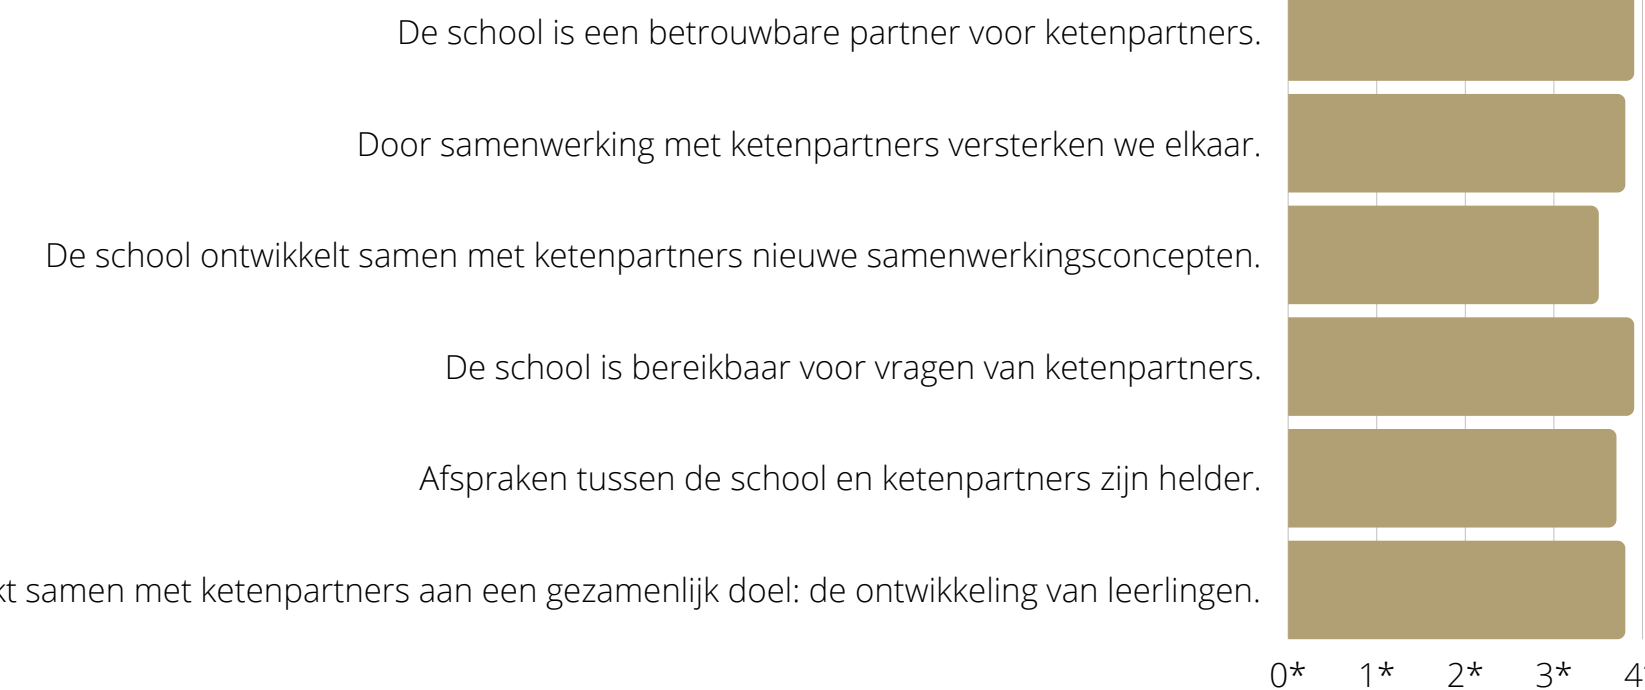 De school is een betrouwbare partner voor ketenpartners.
Door samenwerking met ketenpartners versterken we elkaar.
De school ontwikkelt samen met ketenpartners nieuwe samenwerkingsconcepten.
De school is bereikbaar voor vragen van ketenpartners.
Afspraken tussen de school en ketenpartners zijn helder.
samen met ketenpartners aan een gezamenlijk doel: de ontwikkeling van leerlingen.
0* 1* 2* 3* 4